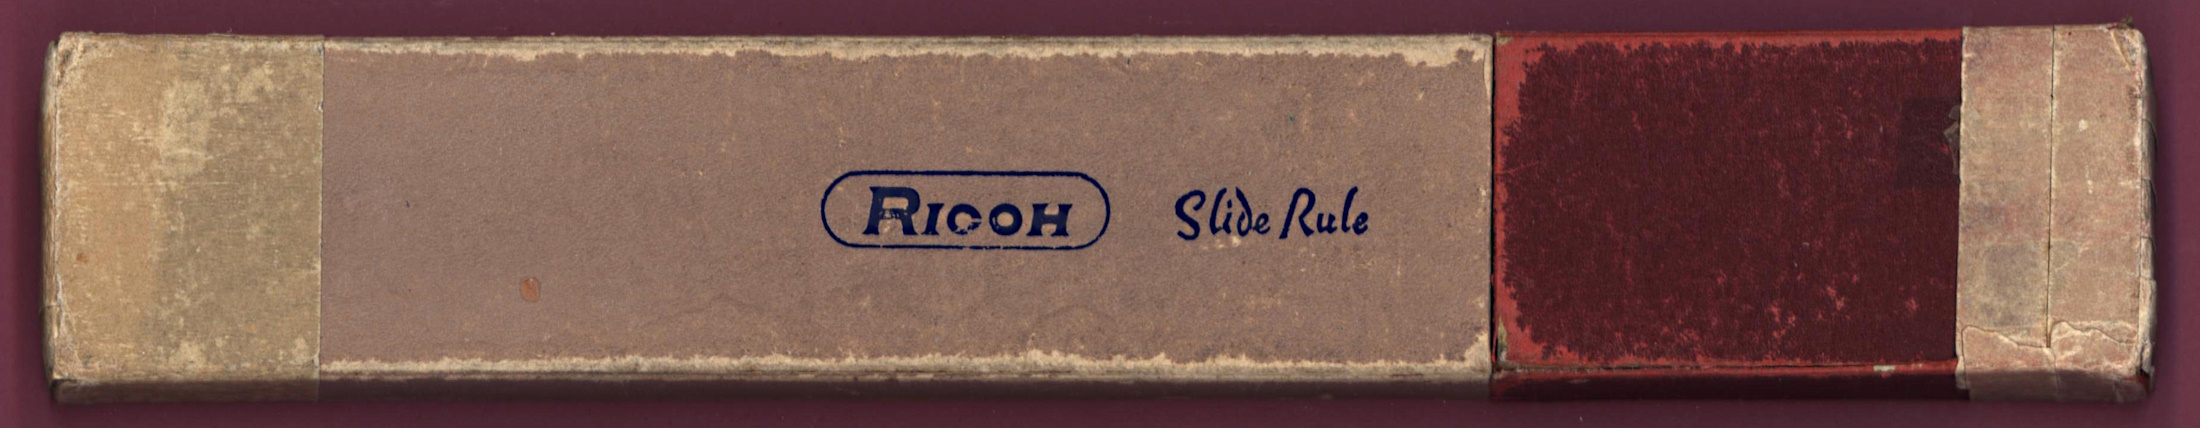 RICOH Slide Rule